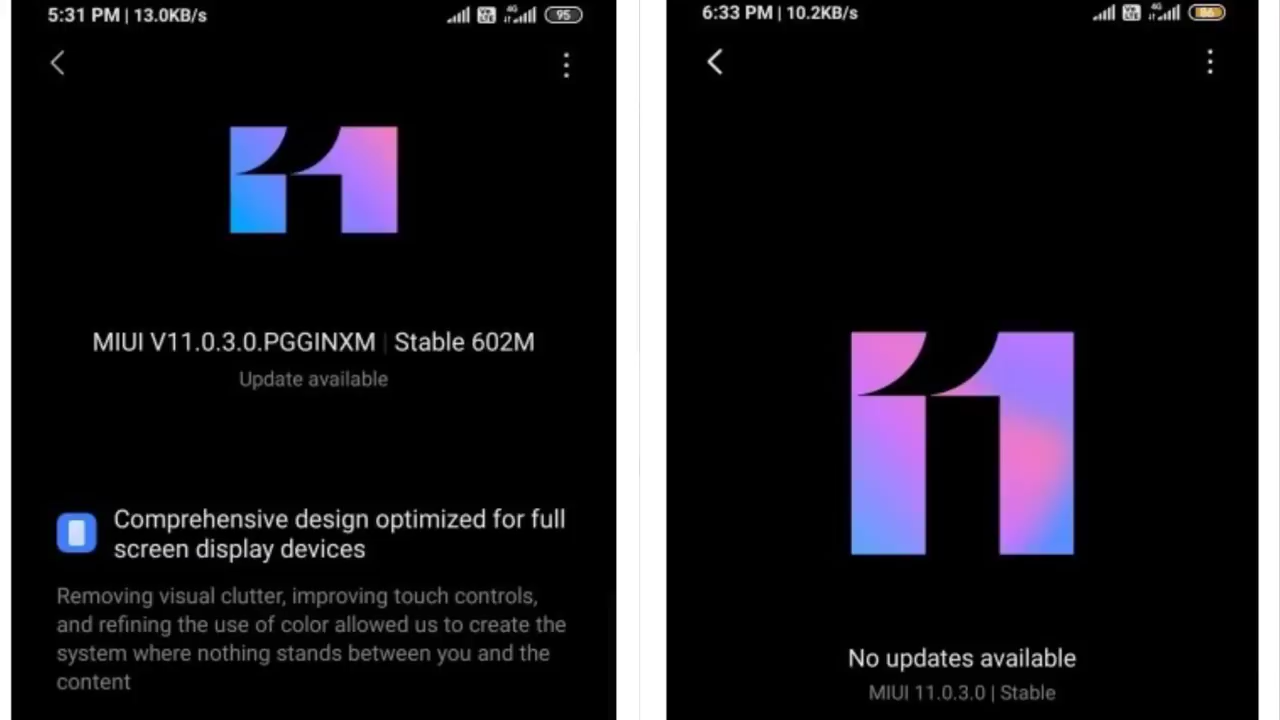 5:31 PM | 13.0KB/s
4G
95
MIUI V11.0.3.0.PGGINXM | Stable 602M
Update available
Comprehensive design optimized for full
screen display devices
Removing visual clutter, improving touch controls,
and refining the use of color allowed us to create the
system where nothing stands between you and the
content
6:33 PM | 10.2KB/s
4G
86
No updates available
MIUI 11.0.3.0 | Stable